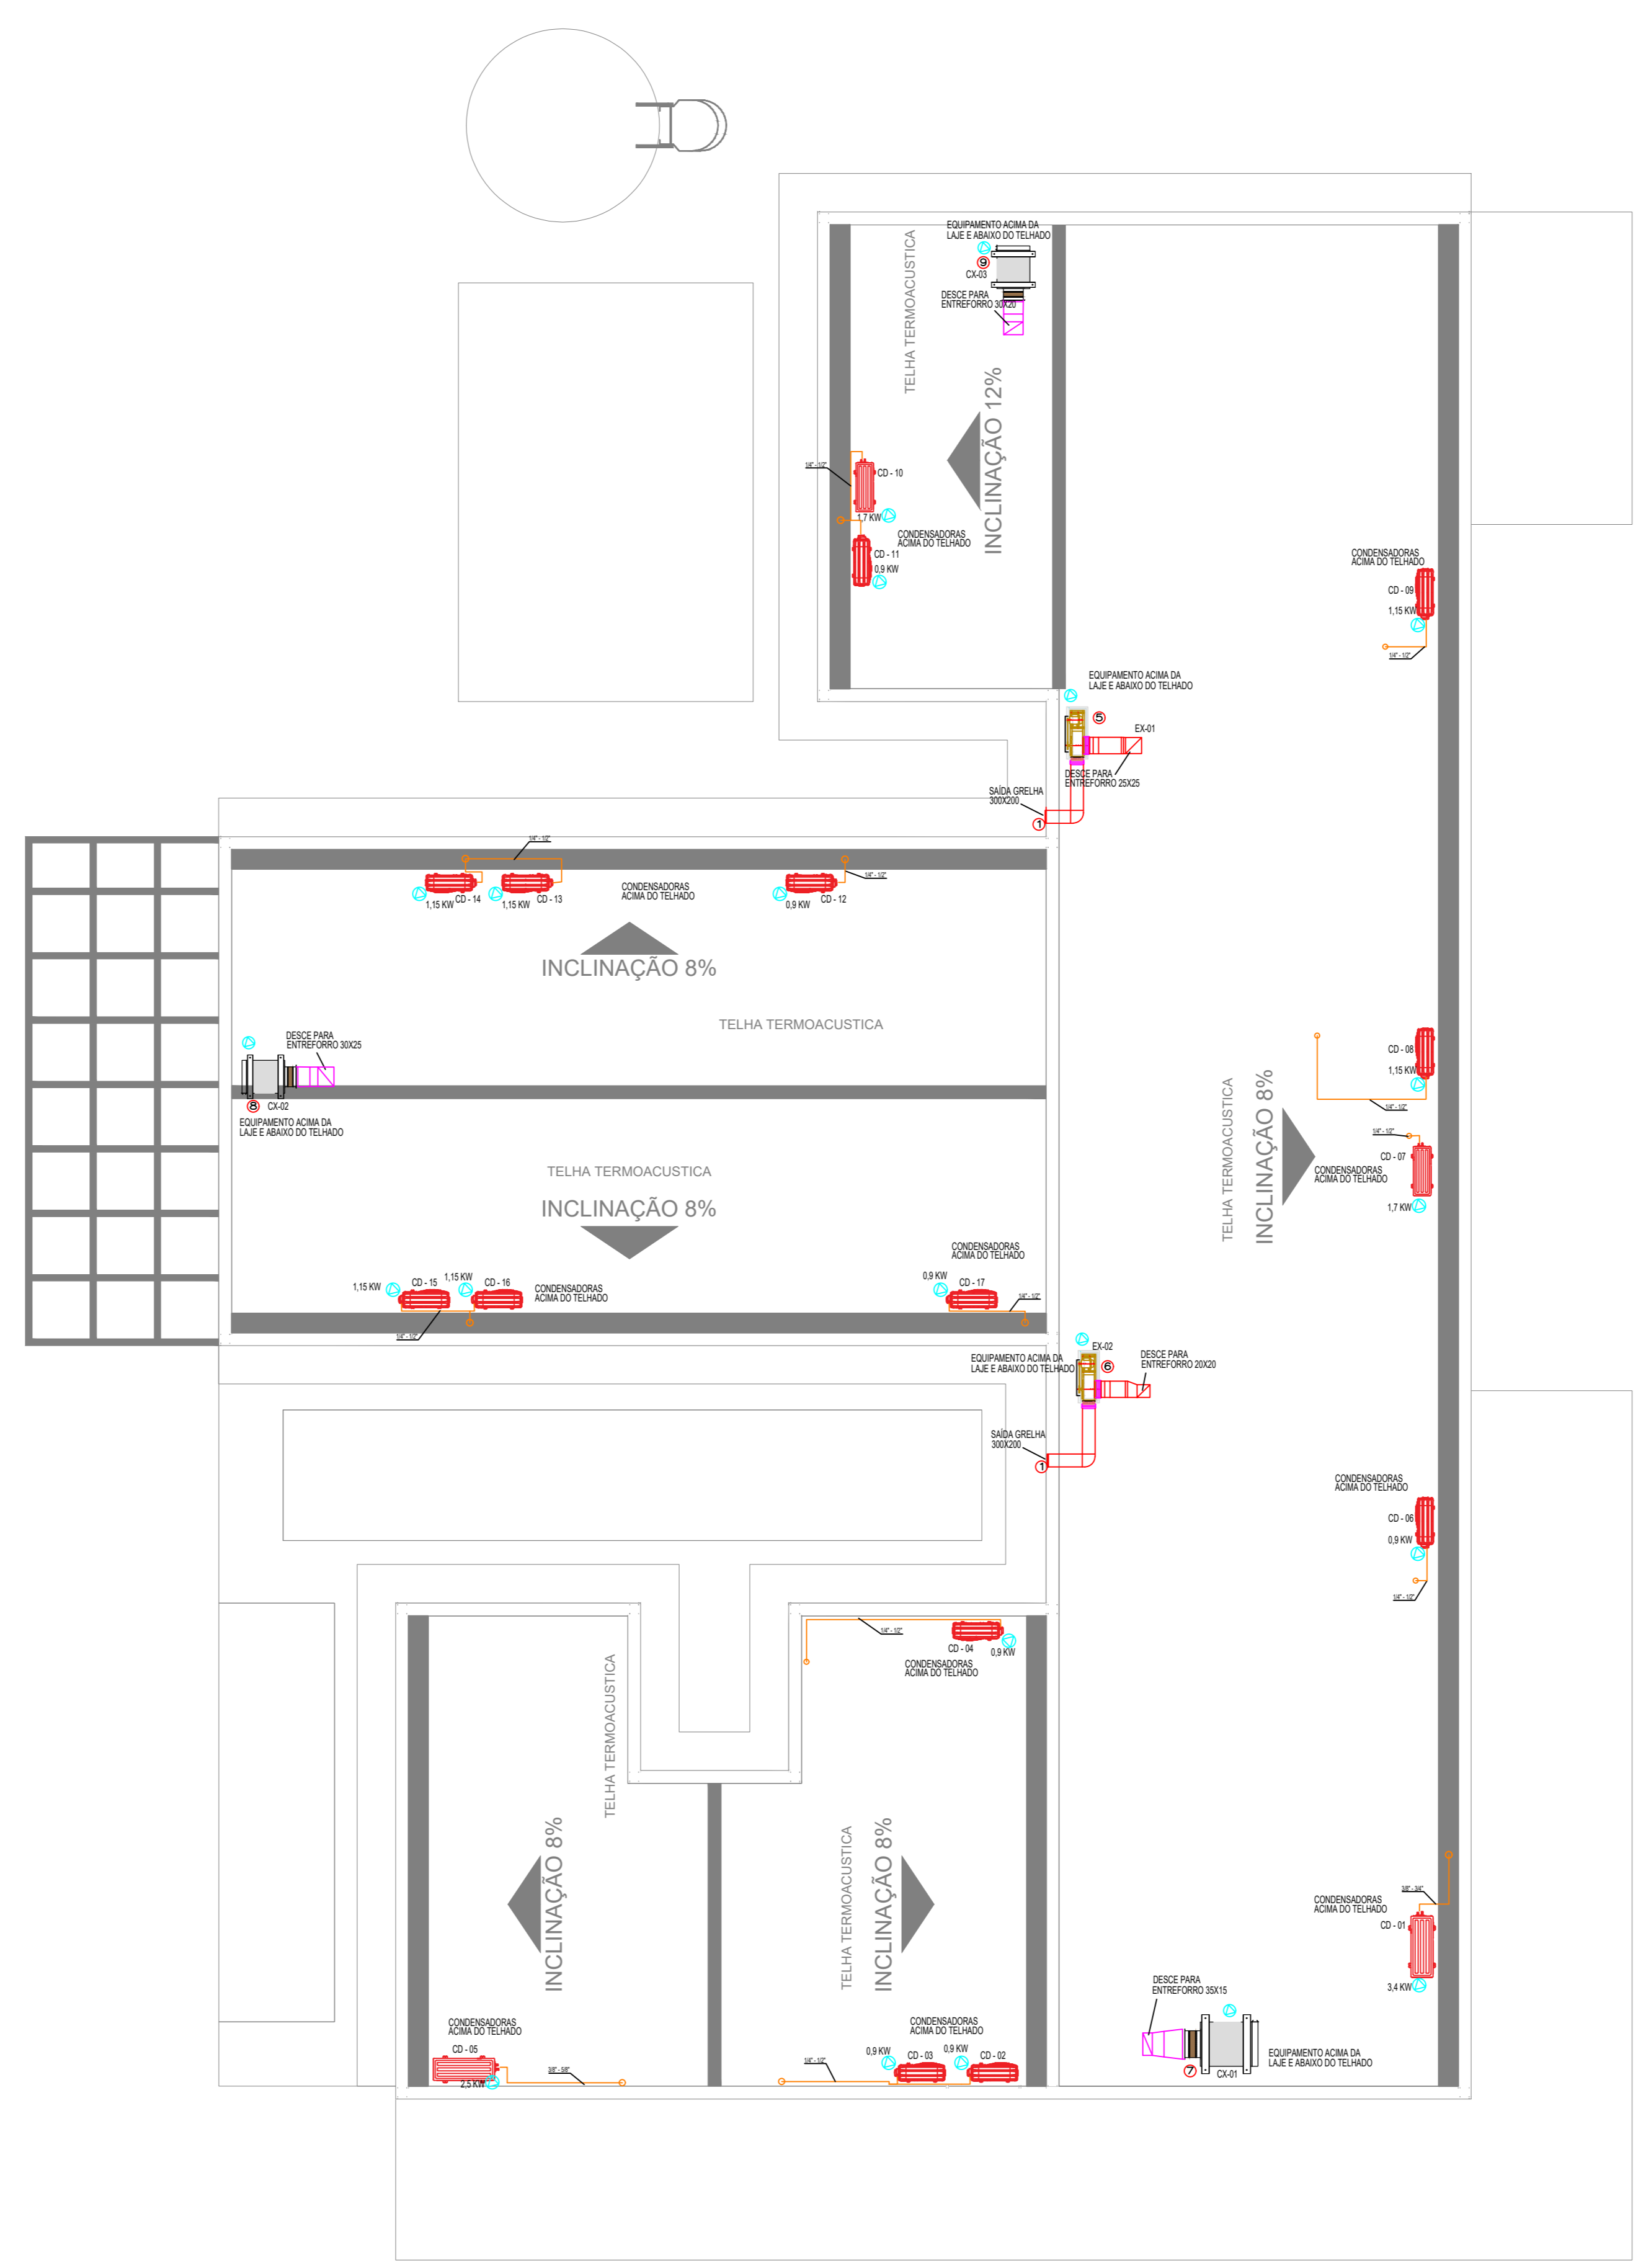 EQUIPAMENTO ACIMA DA
LAJE E ABAIXO DO TELHADO
9
CX-03
DESCE PARA
ENTREFORRO 30X20
TELHA TERMOACUSTICA
INCLINAÇÃO 12%
1/4" - 1/2"
CD - 10
1,7 KW
CONDENSADORAS
ACIMA DO TELHADO
CD - 11
0,9 KW
CONDENSADORAS
ACIMA DO TELHADO
CD - 09
1,15 KW
1/4" - 1/2"
EQUIPAMENTO ACIMA DA
LAJE E ABAIXO DO TELHADO
5
EX-01
DESCE PARA
ENTREFORRO 25X25
SAÍDA GRELHA
300X200
1
1/4" - 1/2"
1,15 KW
CD - 14
1,15 KW
CD - 13
CONDENSADORAS
ACIMA DO TELHADO
1/4" - 1/2"
0,9 KW
CD - 12
INCLINAÇÃO 8%
TELHA TERMOACUSTICA
DESCE PARA
ENTREFORRO 30X25
8
CX-02
EQUIPAMENTO ACIMA DA
LAJE E ABAIXO DO TELHADO
CD - 08
1,15 KW
1/4" - 1/2"
1/4" - 1/2"
CD - 07
CONDENSADORAS
ACIMA DO TELHADO
1,7 KW
TELHA TERMOACUSTICA
INCLINAÇÃO 8%
TELHA TERMOACUSTICA
INCLINAÇÃO 8%
1,15 KW
CD - 15
1,15 KW
CD - 16
CONDENSADORAS
ACIMA DO TELHADO
1/4" - 1/2"
CONDENSADORAS
ACIMA DO TELHADO
0,9 KW
CD - 17
1/4" - 1/2"
EX-02
EQUIPAMENTO ACIMA DA
LAJE E ABAIXO DO TELHADO
6
DESCE PARA
ENTREFORRO 20X20
SAÍDA GRELHA
300X200
1
CONDENSADORAS
ACIMA DO TELHADO
CD - 06
0,9 KW
1/4" - 1/2"
1/4" - 1/2"
CD - 04
0,9 KW
CONDENSADORAS
ACIMA DO TELHADO
TELHA TERMOACUSTICA
INCLINAÇÃO 8%
TELHA TERMOACUSTICA
INCLINAÇÃO 8%
3/8" - 3/4"
CONDENSADORAS
ACIMA DO TELHADO
CD - 01
3,4 KW
DESCE PARA
ENTREFORRO 35X15
EQUIPAMENTO ACIMA DA
LAJE E ABAIXO DO TELHADO
7
CX-01
CONDENSADORAS
ACIMA DO TELHADO
CD - 05
2,5 KW
3/8" - 5/8"
CONDENSADORAS
ACIMA DO TELHADO
0,9 KW
CD - 03
0,9 KW
CD - 02
1/4" - 1/2"